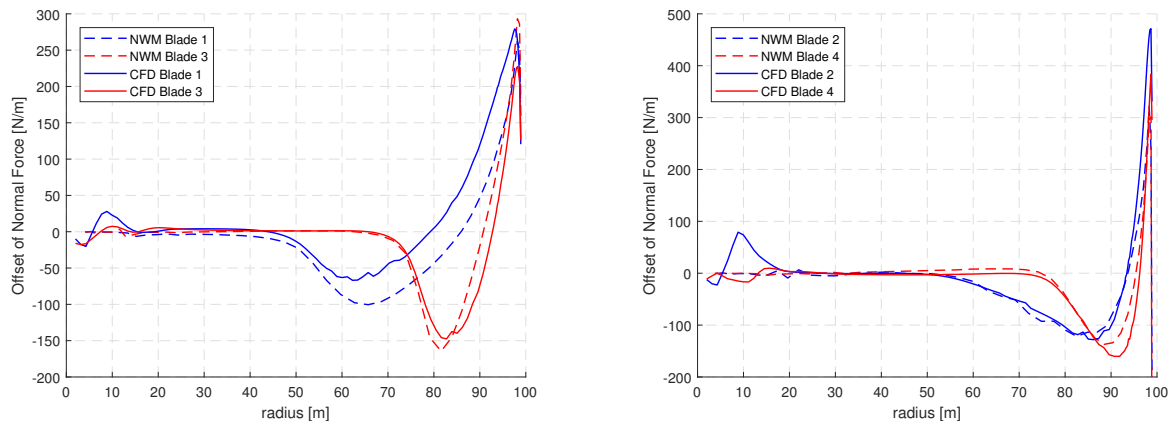 300
250
200
150
100
50
0
-50
-100
-150
-200
Offset of Normal Force [N/m]
NWM Blade 1
NWM Blade 3
CFD Blade 1
CFD Blade 3
0 10 20 30 40 50 60 70 80 90 100
radius [m]
500
400
300
200
100
0
-100
-200
Offset of Normal Force [N/m]
NWM Blade 2
NWM Blade 4
CFD Blade 2
CFD Blade 4
0 10 20 30 40 50 60 70 80 90 100
radius [m]